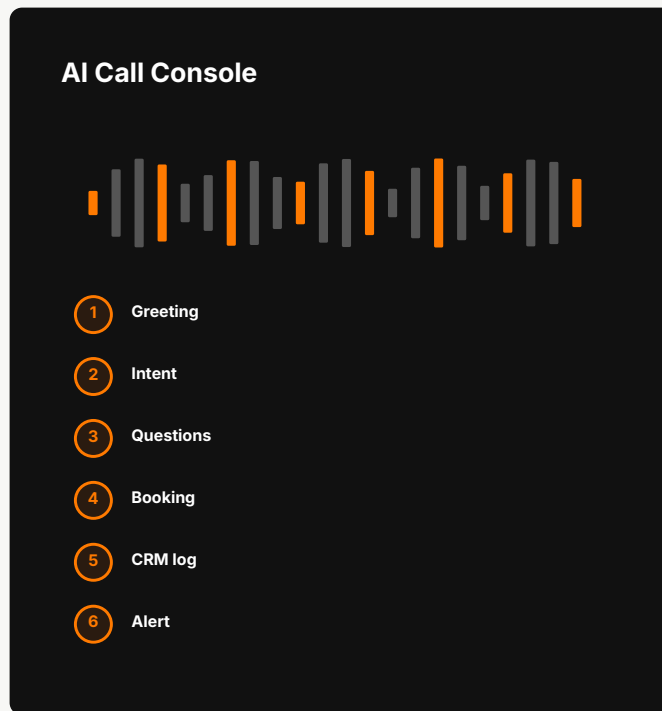 AI Call Console
1 Greeting
2 Intent
3 Questions
4 Booking
5 CRM log
6 Alert